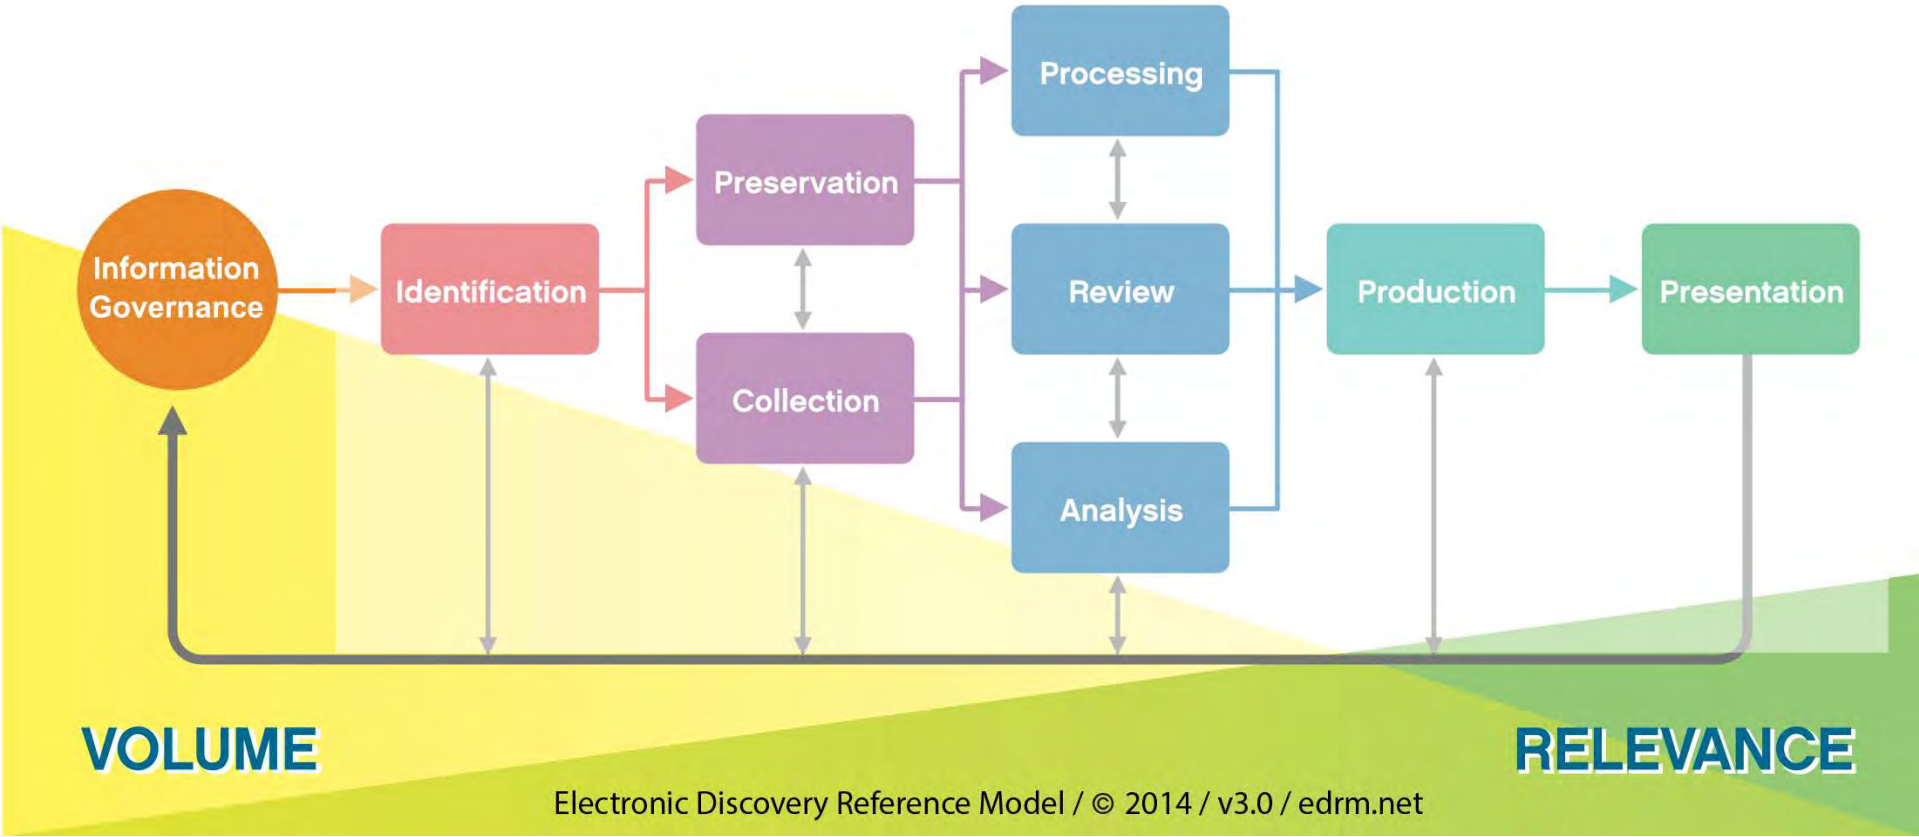 Information
Governance
Identification
Preservation
Collection
Processing
Review
Analysis
Production
Presentation
VOLUME
RELEVANCE
Electronic Discovery Reference Model / © 2014 / v3.0 / edrm.net